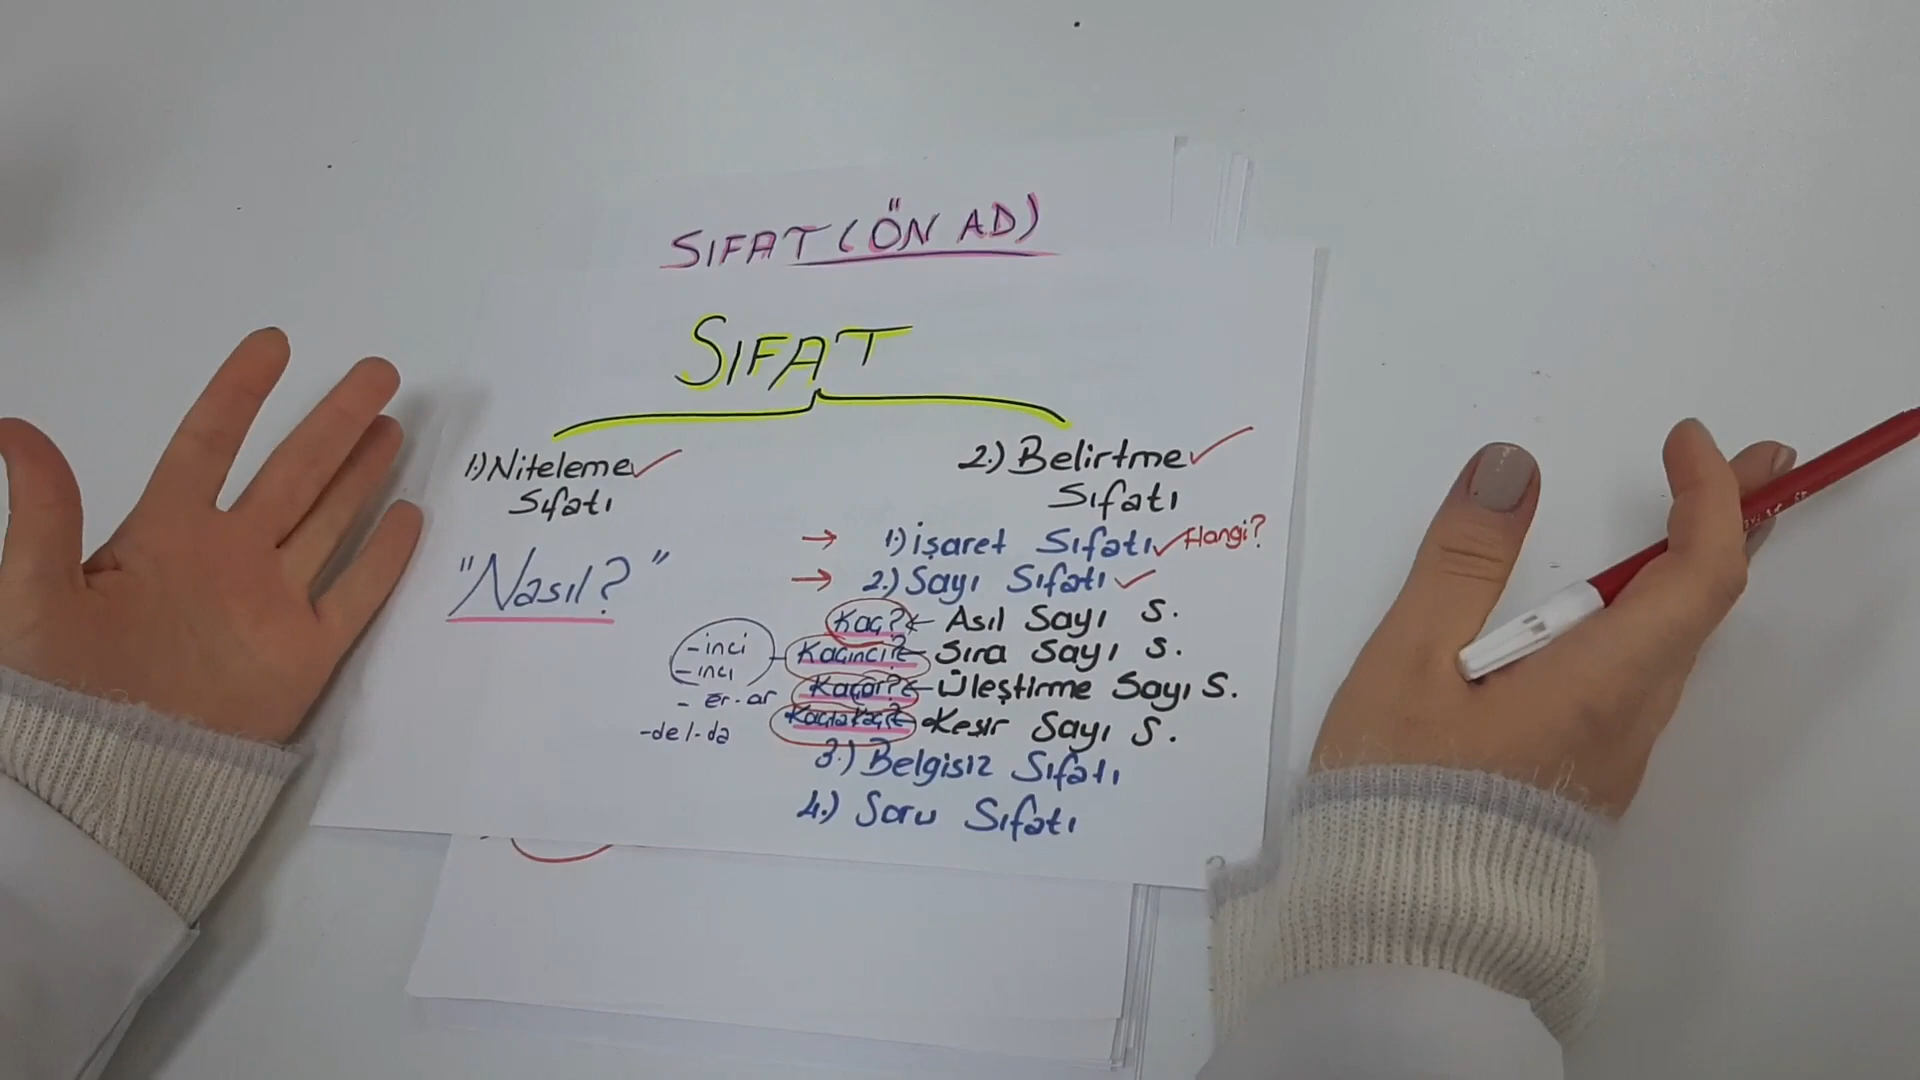 SIFAT (ÖN AD)
SIFAT
1.) Niteleme Sıfatı
"Nasıl?"
2.) Belirtme Sıfatı
→ 1) işaret Sıfatı Hangi?
→ 2.) Sayı Sıfatı
Kaç? ← Asıl Sayı S.
-inci
-ıncı
Kaçıncı? ← Sıra Sayı S.
- er -ar Kaçar? ← Üleştirme Sayı S.
-de/-da Kaçta Kaç? Kesir Sayı S.
3.) Belgisiz Sıfatı
4.) Soru Sıfatı